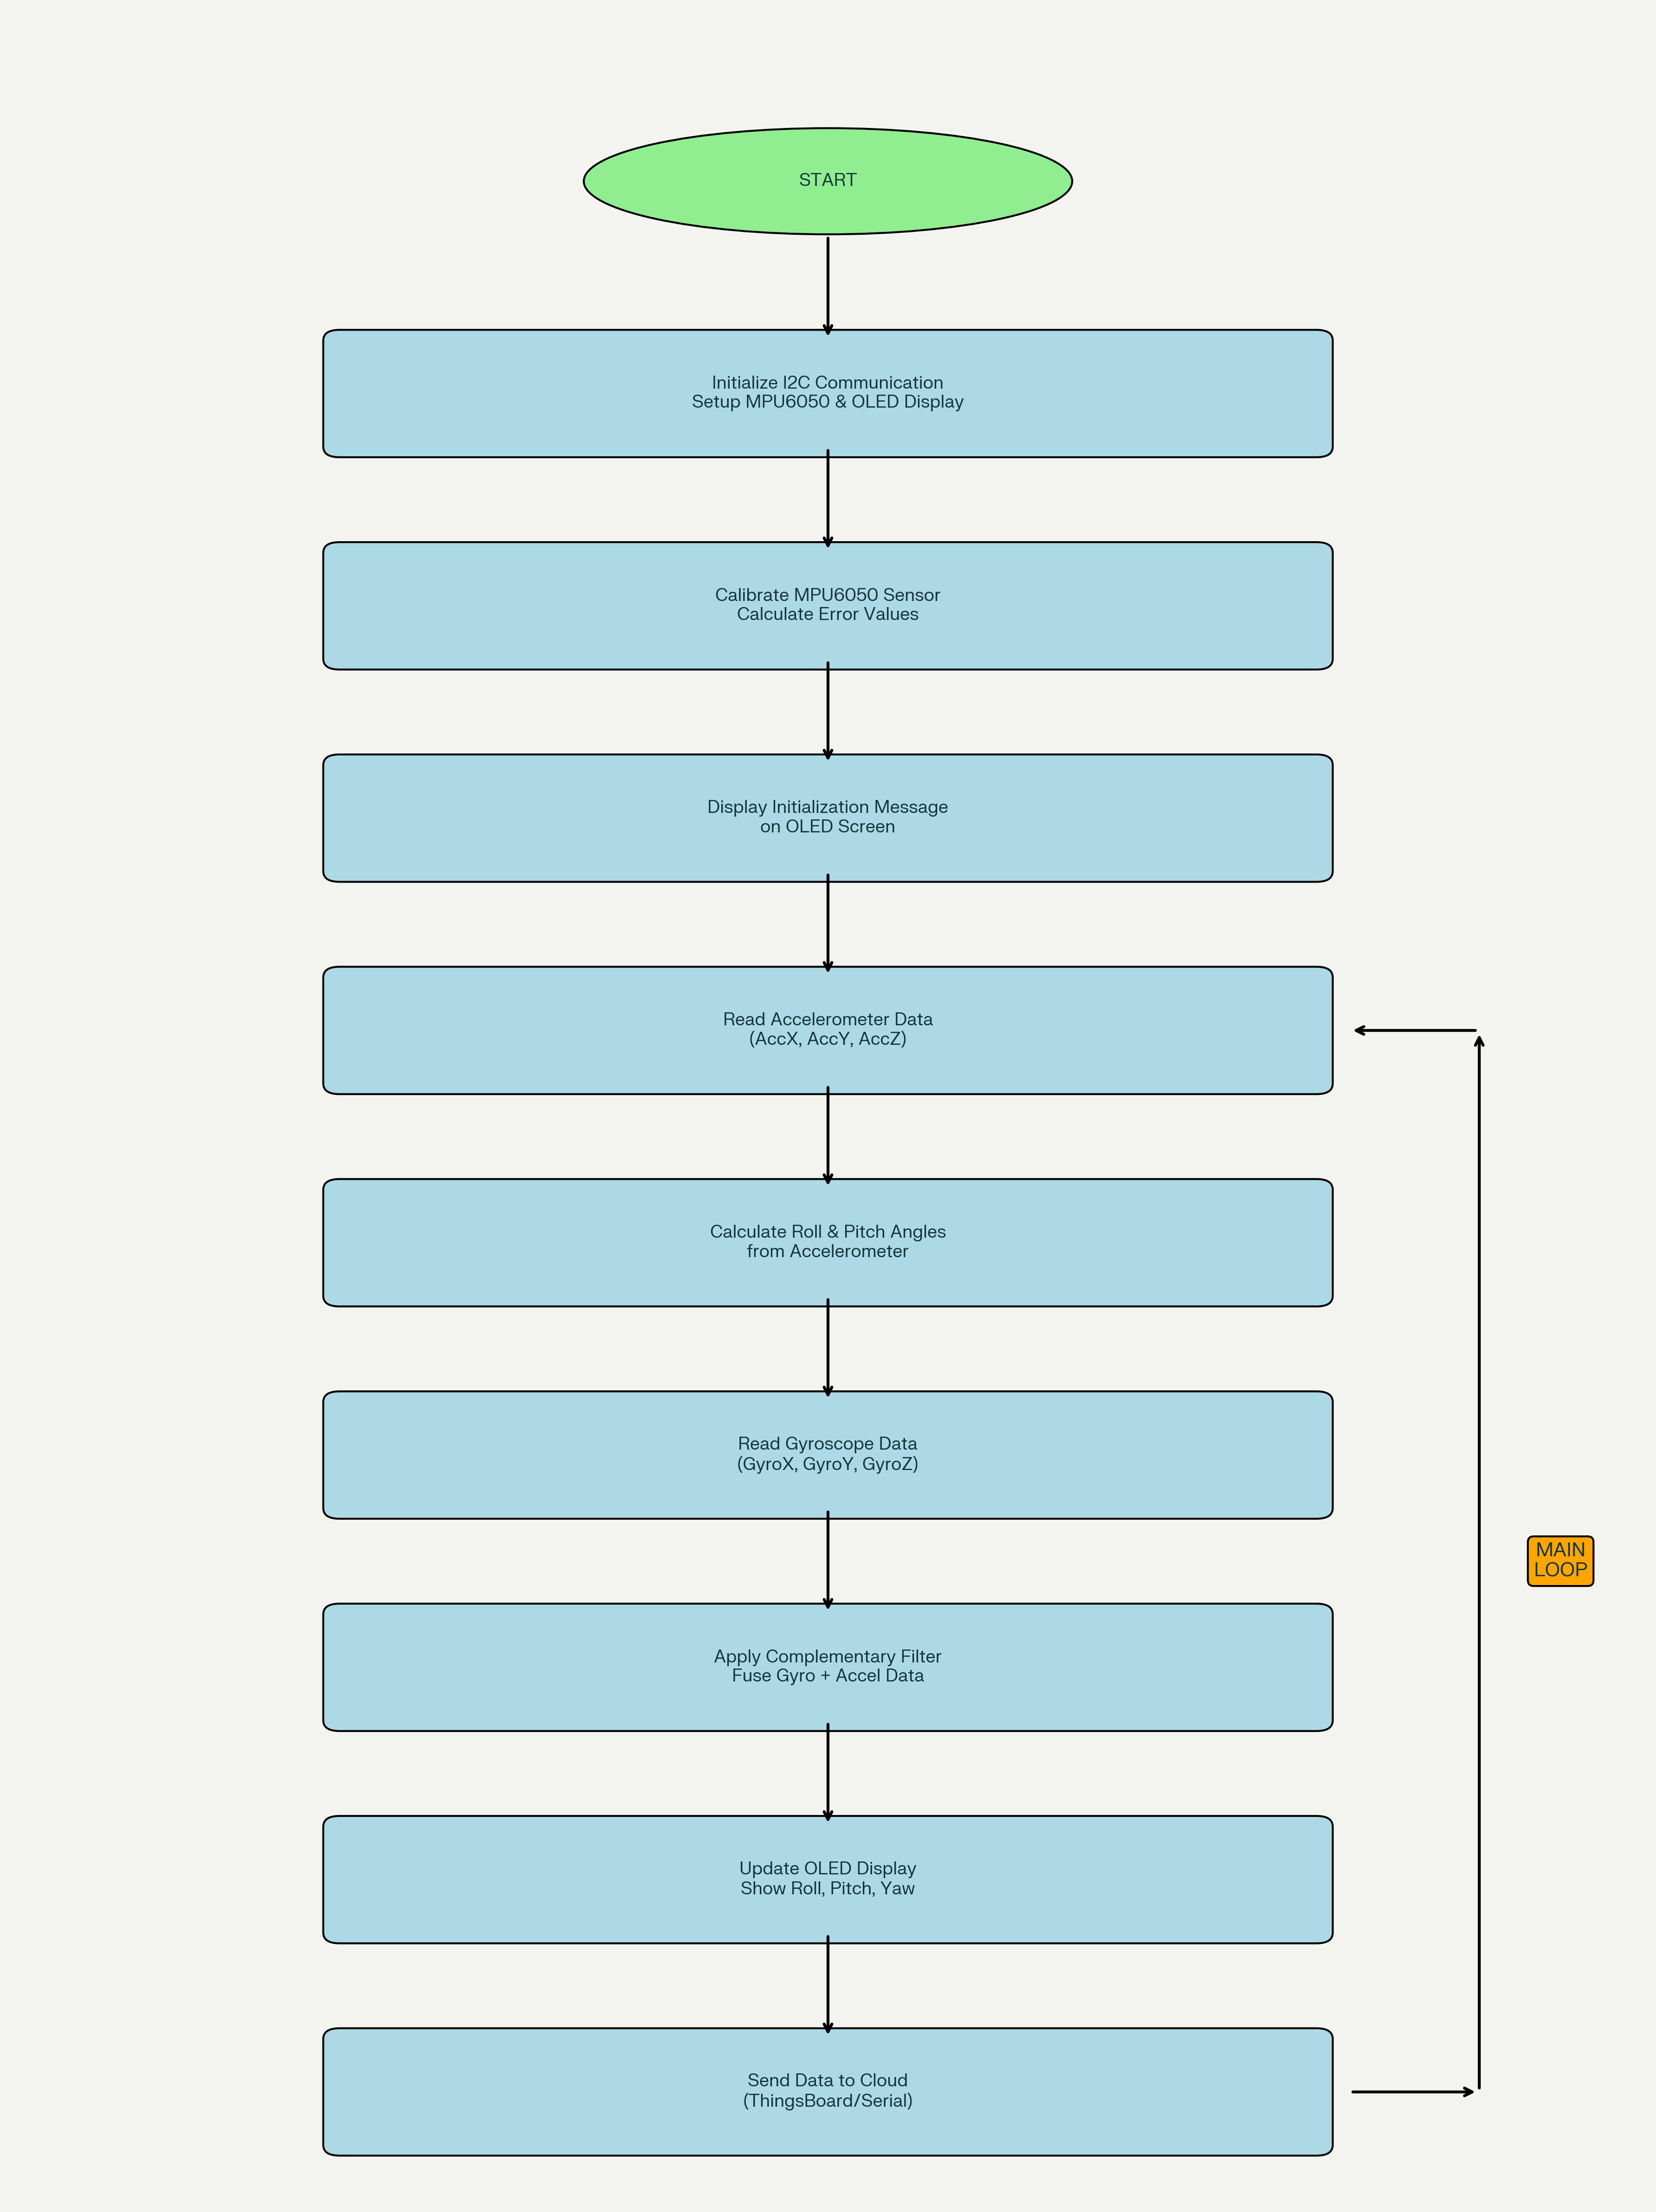 START
Initialize I2C Communication
Setup MPU6050 & OLED Display
Calibrate MPU6050 Sensor
Calculate Error Values
Display Initialization Message
on OLED Screen
Read Accelerometer Data
(AccX, AccY, AccZ)
Calculate Roll & Pitch Angles
from Accelerometer
Read Gyroscope Data
(GyroX, GyroY, GyroZ)
MAIN
LOOP
Apply Complementary Filter
Fuse Gyro + Accel Data
Update OLED Display
Show Roll, Pitch, Yaw
Send Data to Cloud
(ThingsBoard/Serial)